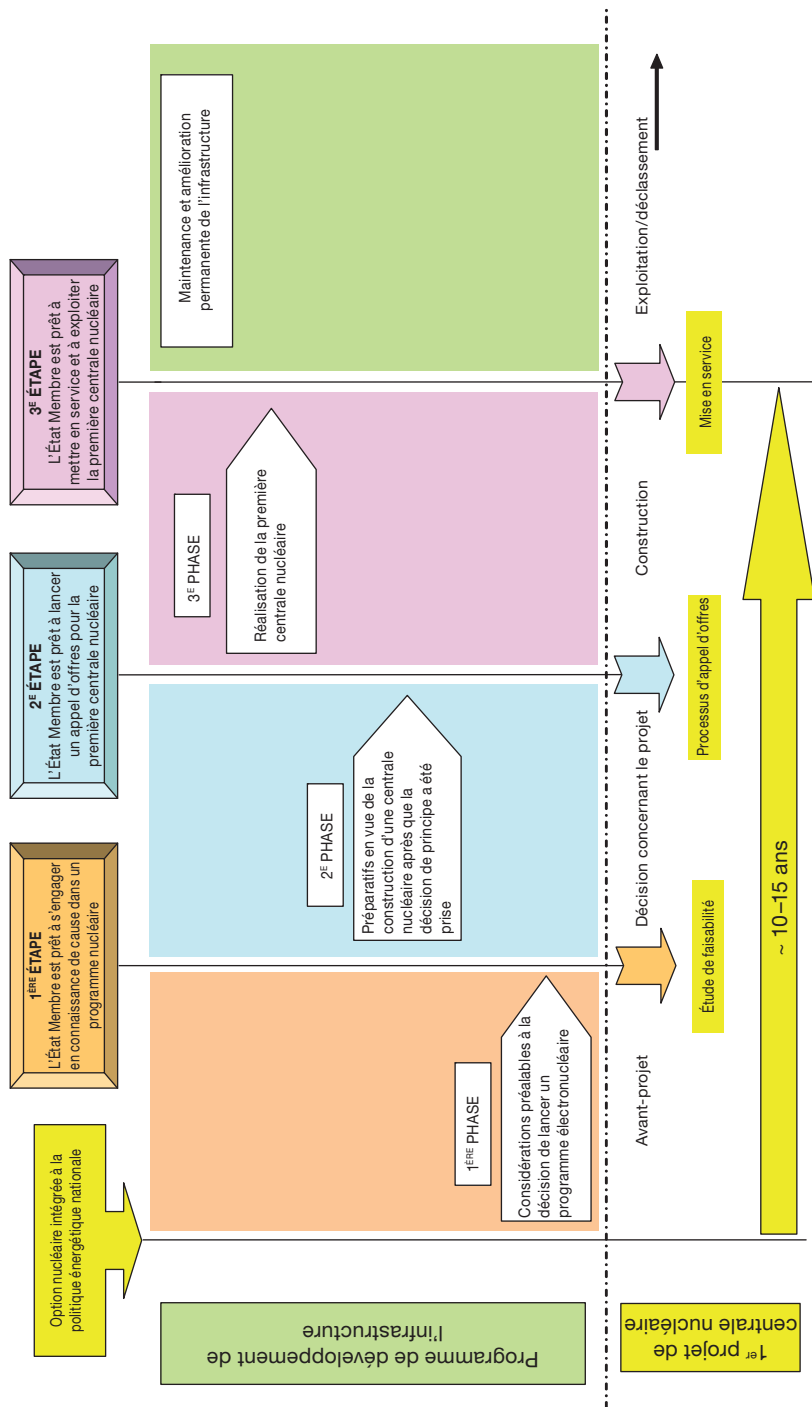 Option nucléaire intégrée à la
politique énergétique nationale
1ÈRE ÉTAPE
L'État Membre est prêt à s'engager
en connaissance de cause dans un
programme nucléaire
2E ÉTAPE
L'État Membre est prêt à lancer
un appel d'offres pour la
première centrale nucléaire
3E ÉTAPE
L'État Membre est prêt à
mettre en service et à exploiter
la première centrale nucléaire
Programme de développement de
l'infrastructure
1ÈRE PHASE
Considérations préalables à la
décision de lancer un
programme électronucléaire
2E PHASE
Préparatifs en vue de la
construction d'une centrale
nucléaire après que la
décision de principe a été
prise
3E PHASE
Réalisation de la première
centrale nucléaire
Maintenance et amélioration
permanente de l'infrastructure
1er projet de
centrale nucléaire
Avant-projet
Décision concernant le projet
Construction
Exploitation/déclassement
Étude de faisabilité
Processus d'appel d'offres
Mise en service
~ 10–15 ans